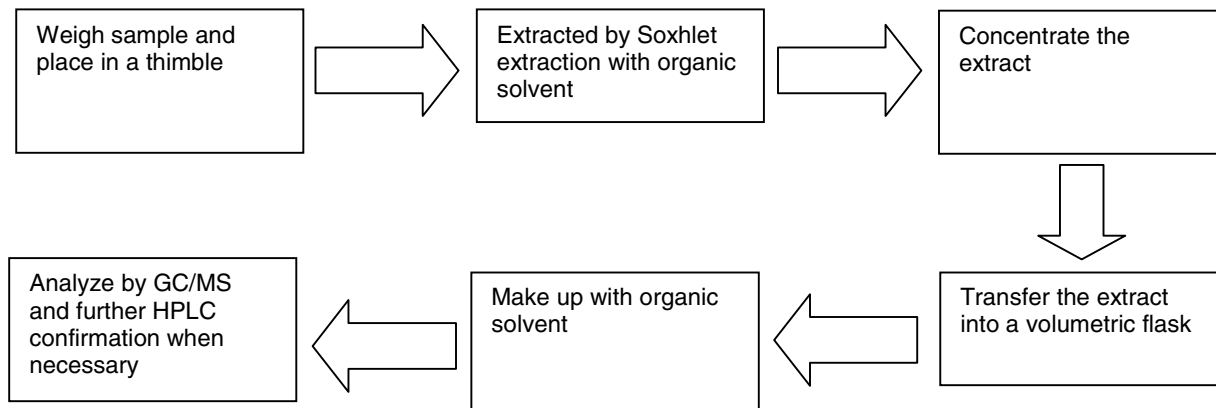 Weigh sample and
place in a thimble
Extracted by Soxhlet
extraction with organic
solvent
Concentrate the
extract
Transfer the extract
into a volumetric flask
Make up with organic
solvent
Analyze by GC/MS
and further HPLC
confirmation when
necessary